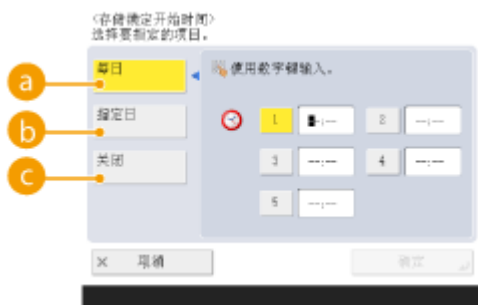 <存储锁定开始时间>
选择要指定的项目。
a
每日
使用数字键输入。
b
指定日
1 -:-- 2 --:--
c
关闭
3 --:-- 4 --:--
5 --:--
× 取消
确定